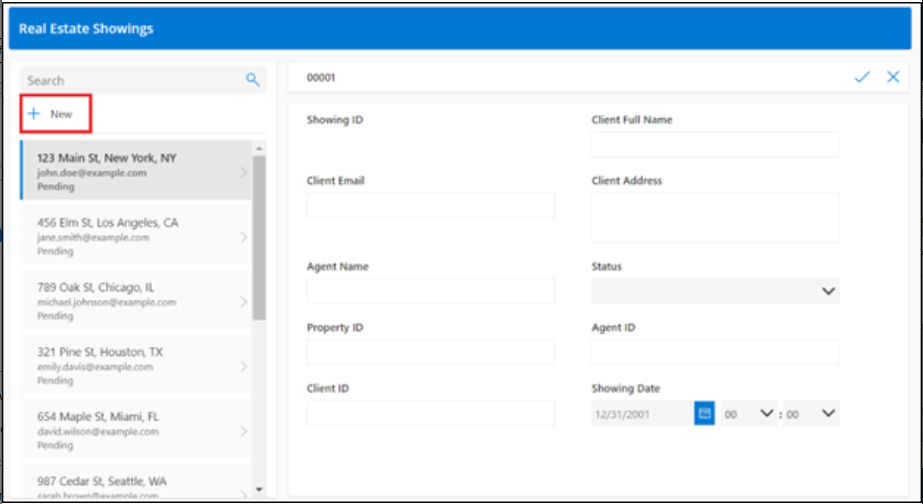 Real Estate Showings
Search
New
123 Main St, New York, NY
john.doe@example.com
Pending
456 Elm St, Los Angeles, CA
jane.smith@example.com
Pending
789 Oak St, Chicago, IL
michael.johnson@example.com
Pending
321 Pine St, Houston, TX
emily.davis@example.com
Pending
654 Maple St, Miami, FL
david.wilson@example.com
Pending
987 Cedar St, Seattle, WA
sarah.brown@example.com
00001
Showing ID
Client Full Name
Client Email
Client Address
Agent Name
Status
Property ID
Agent ID
Client ID
Showing Date
12/31/2001 00 : 00